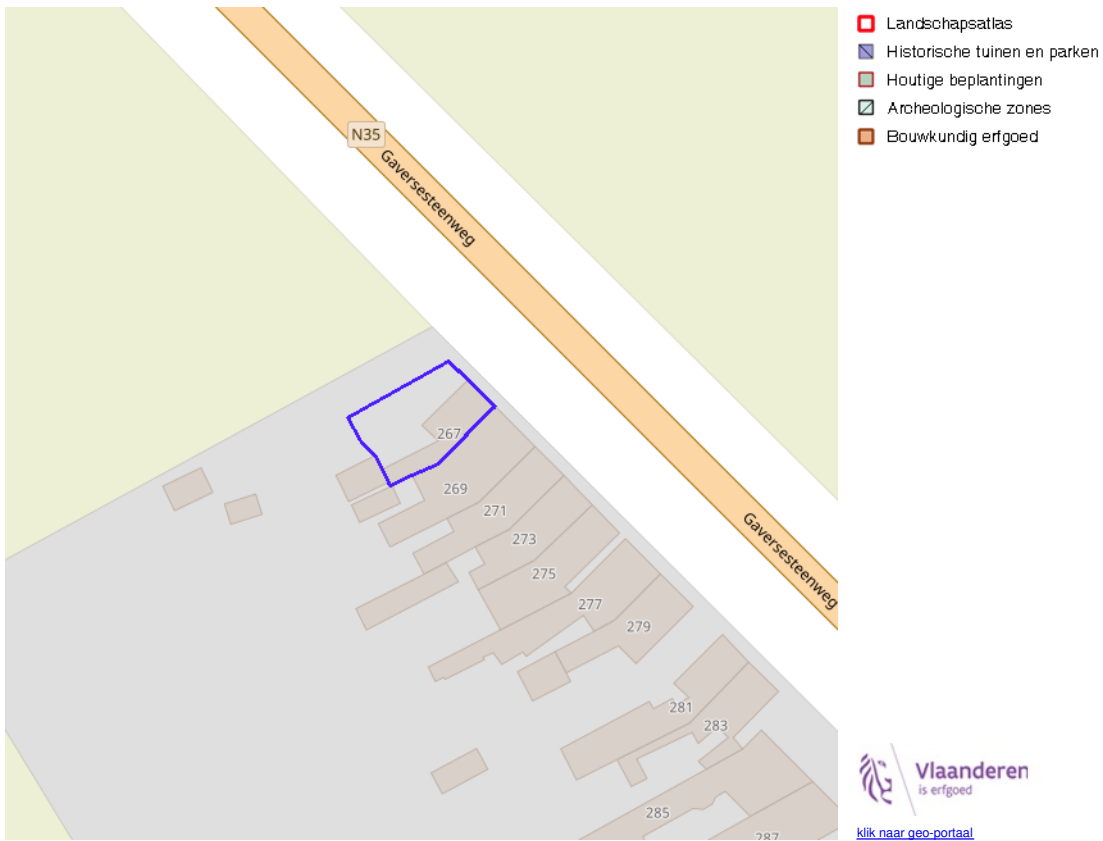 Landschapsatlas
Historische tuinen en parken
Houtige beplantingen
Archeologische zones
Bouwkundig erfgoed
N35
Gaversesteenweg
267
269
271
273
275
277
279
281
283
285
287
Gaversesteenweg
Vlaanderen
is erfgoed
klik naar geo-portaal